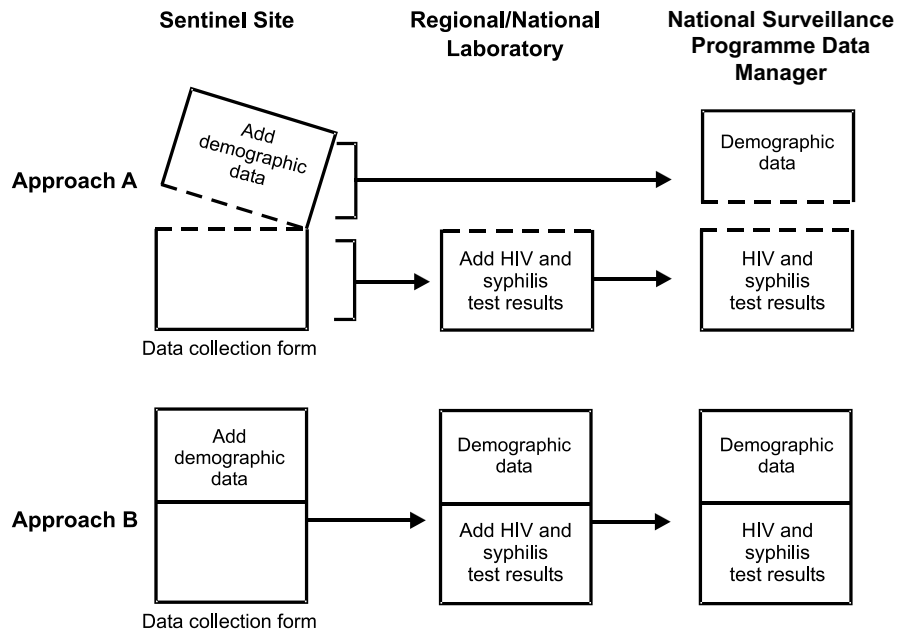 Sentinel Site
Regional/National
Laboratory
National Surveillance
Programme Data
Manager
Approach A
Add
demographic
data
Demographic
data
Add HIV and
syphilis
test results
HIV and
syphilis
test results
Data collection form
Approach B
Add
demographic
data
Demographic
data
Demographic
data
Add HIV and
syphilis
test results
HIV and
syphilis
test results
Data collection form